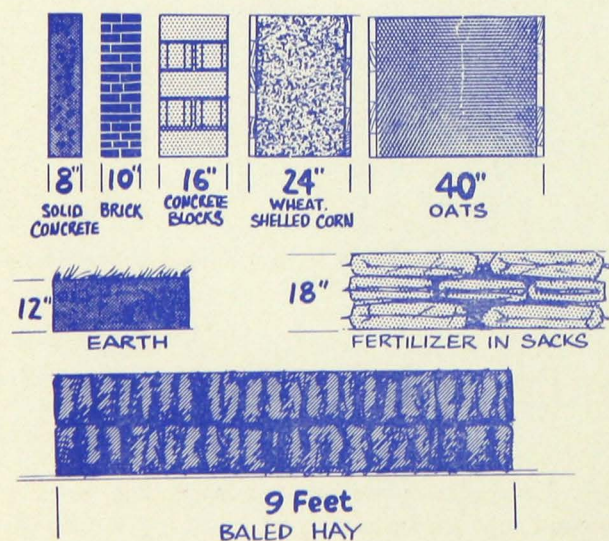 8" 10" 16" 24" 40"
SOLID CONCRETE
BRICK
CONCRETE BLOCKS
WHEAT. SHELLED CORN
OATS
12"
EARTH
18"
FERTILIZER IN SACKS
9 Feet
BALED HAY